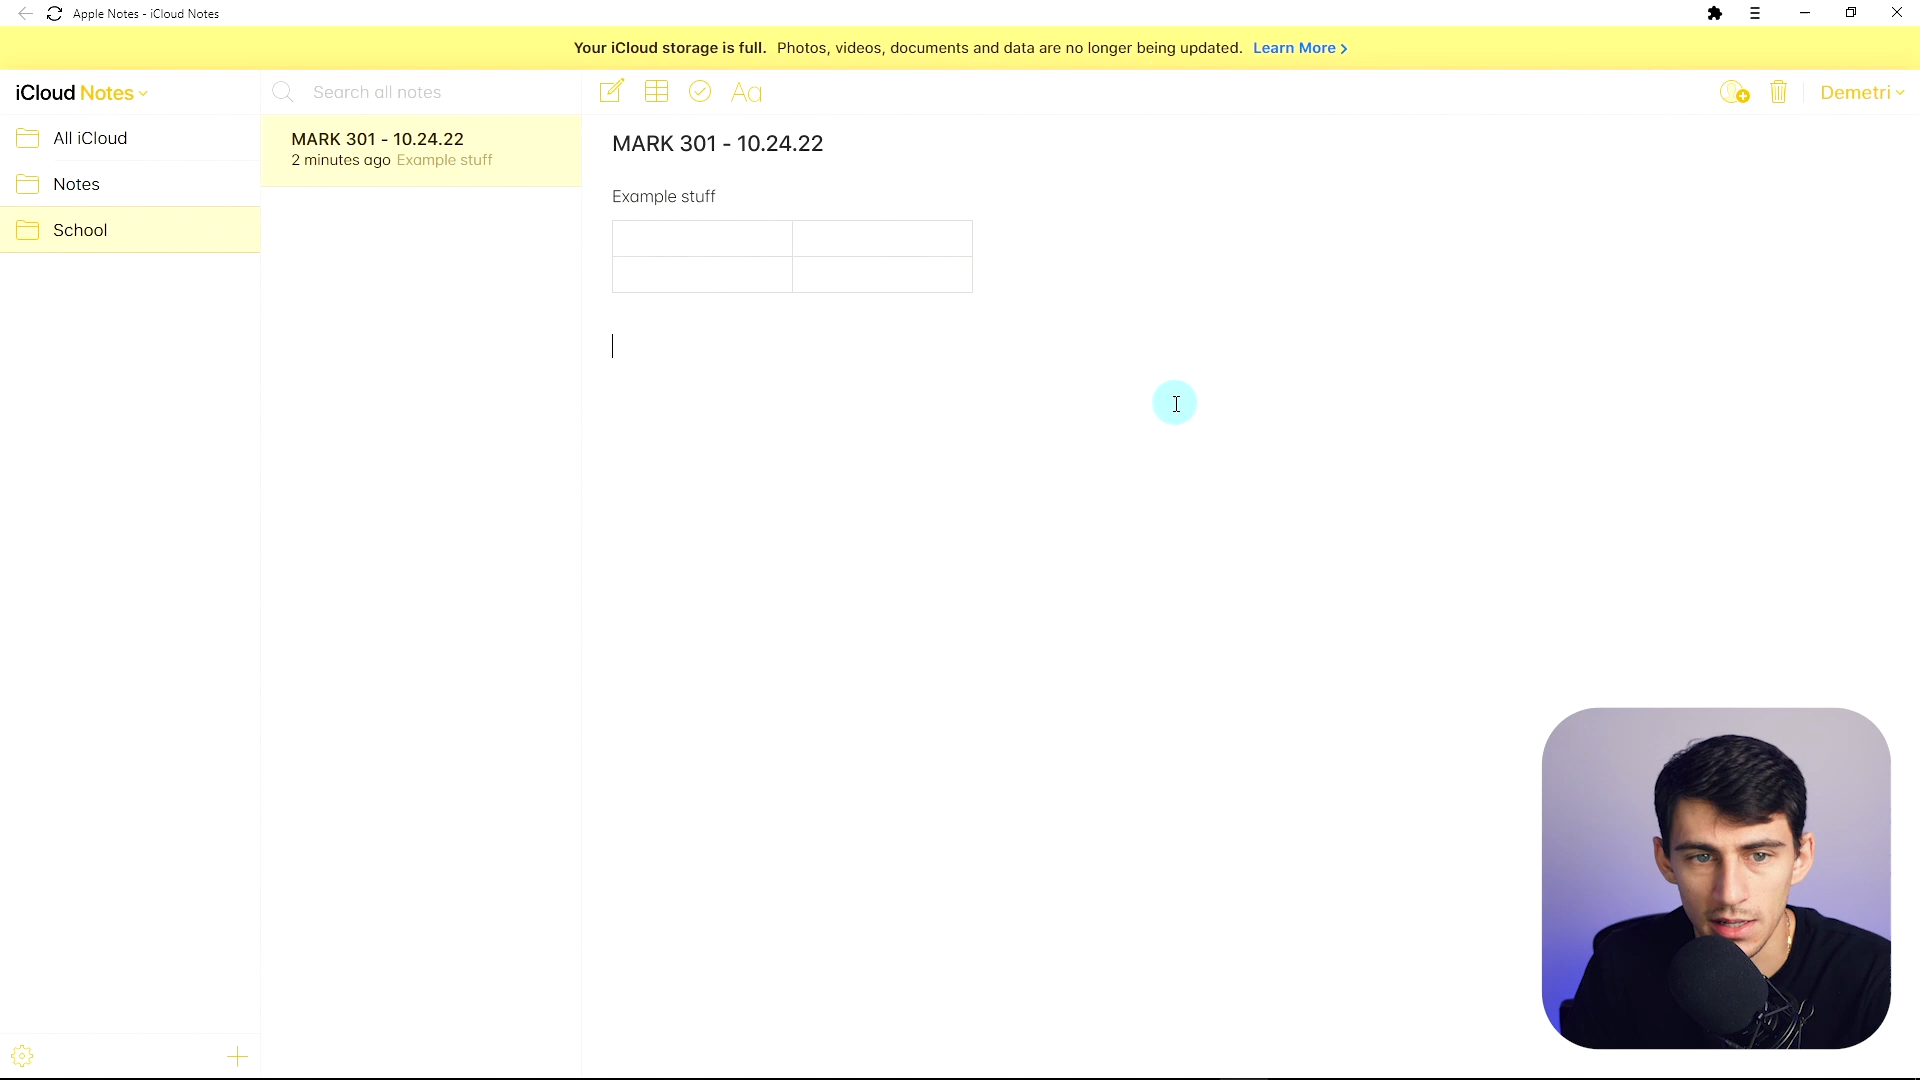 Apple Notes - iCloud Notes
Your iCloud storage is full. Photos, videos, documents and data are no longer being updated. Learn More >
iCloud Notes
Search all notes
Aa
Demetri
All iCloud
Notes
School
MARK 301 - 10.24.22
2 minutes ago Example stuff
MARK 301 - 10.24.22
Example stuff